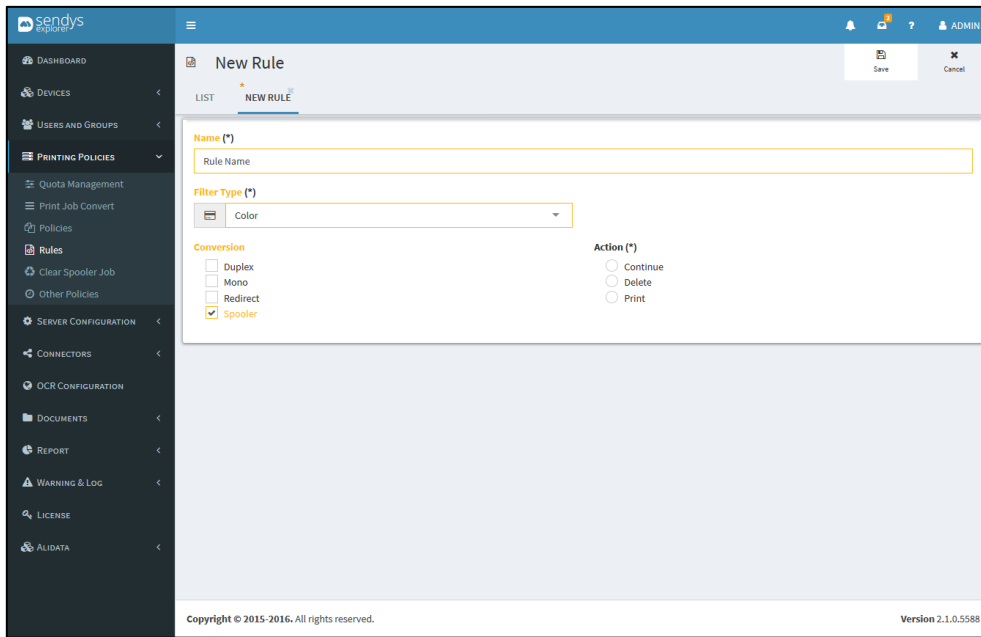 sendys
explorer
3
?
ADMIN
New Rule
Save
Cancel
LIST
* NEW RULE
DASHBOARD
DEVICES
USERS AND GROUPS
PRINTING POLICIES
Quota Management
Print Job Convert
Policies
Rules
Clear Spooler Job
Other Policies
SERVER CONFIGURATION
CONNECTORS
OCR CONFIGURATION
DOCUMENTS
REPORT
WARNING & LOG
LICENSE
ALIDATA
Name (*)
Rule Name
Filter Type (*)
Color
Conversion
Duplex
Mono
Redirect
Spooler
Action (*)
Continue
Delete
Print
Copyright © 2015-2016. All rights reserved.
Version 2.1.0.5588